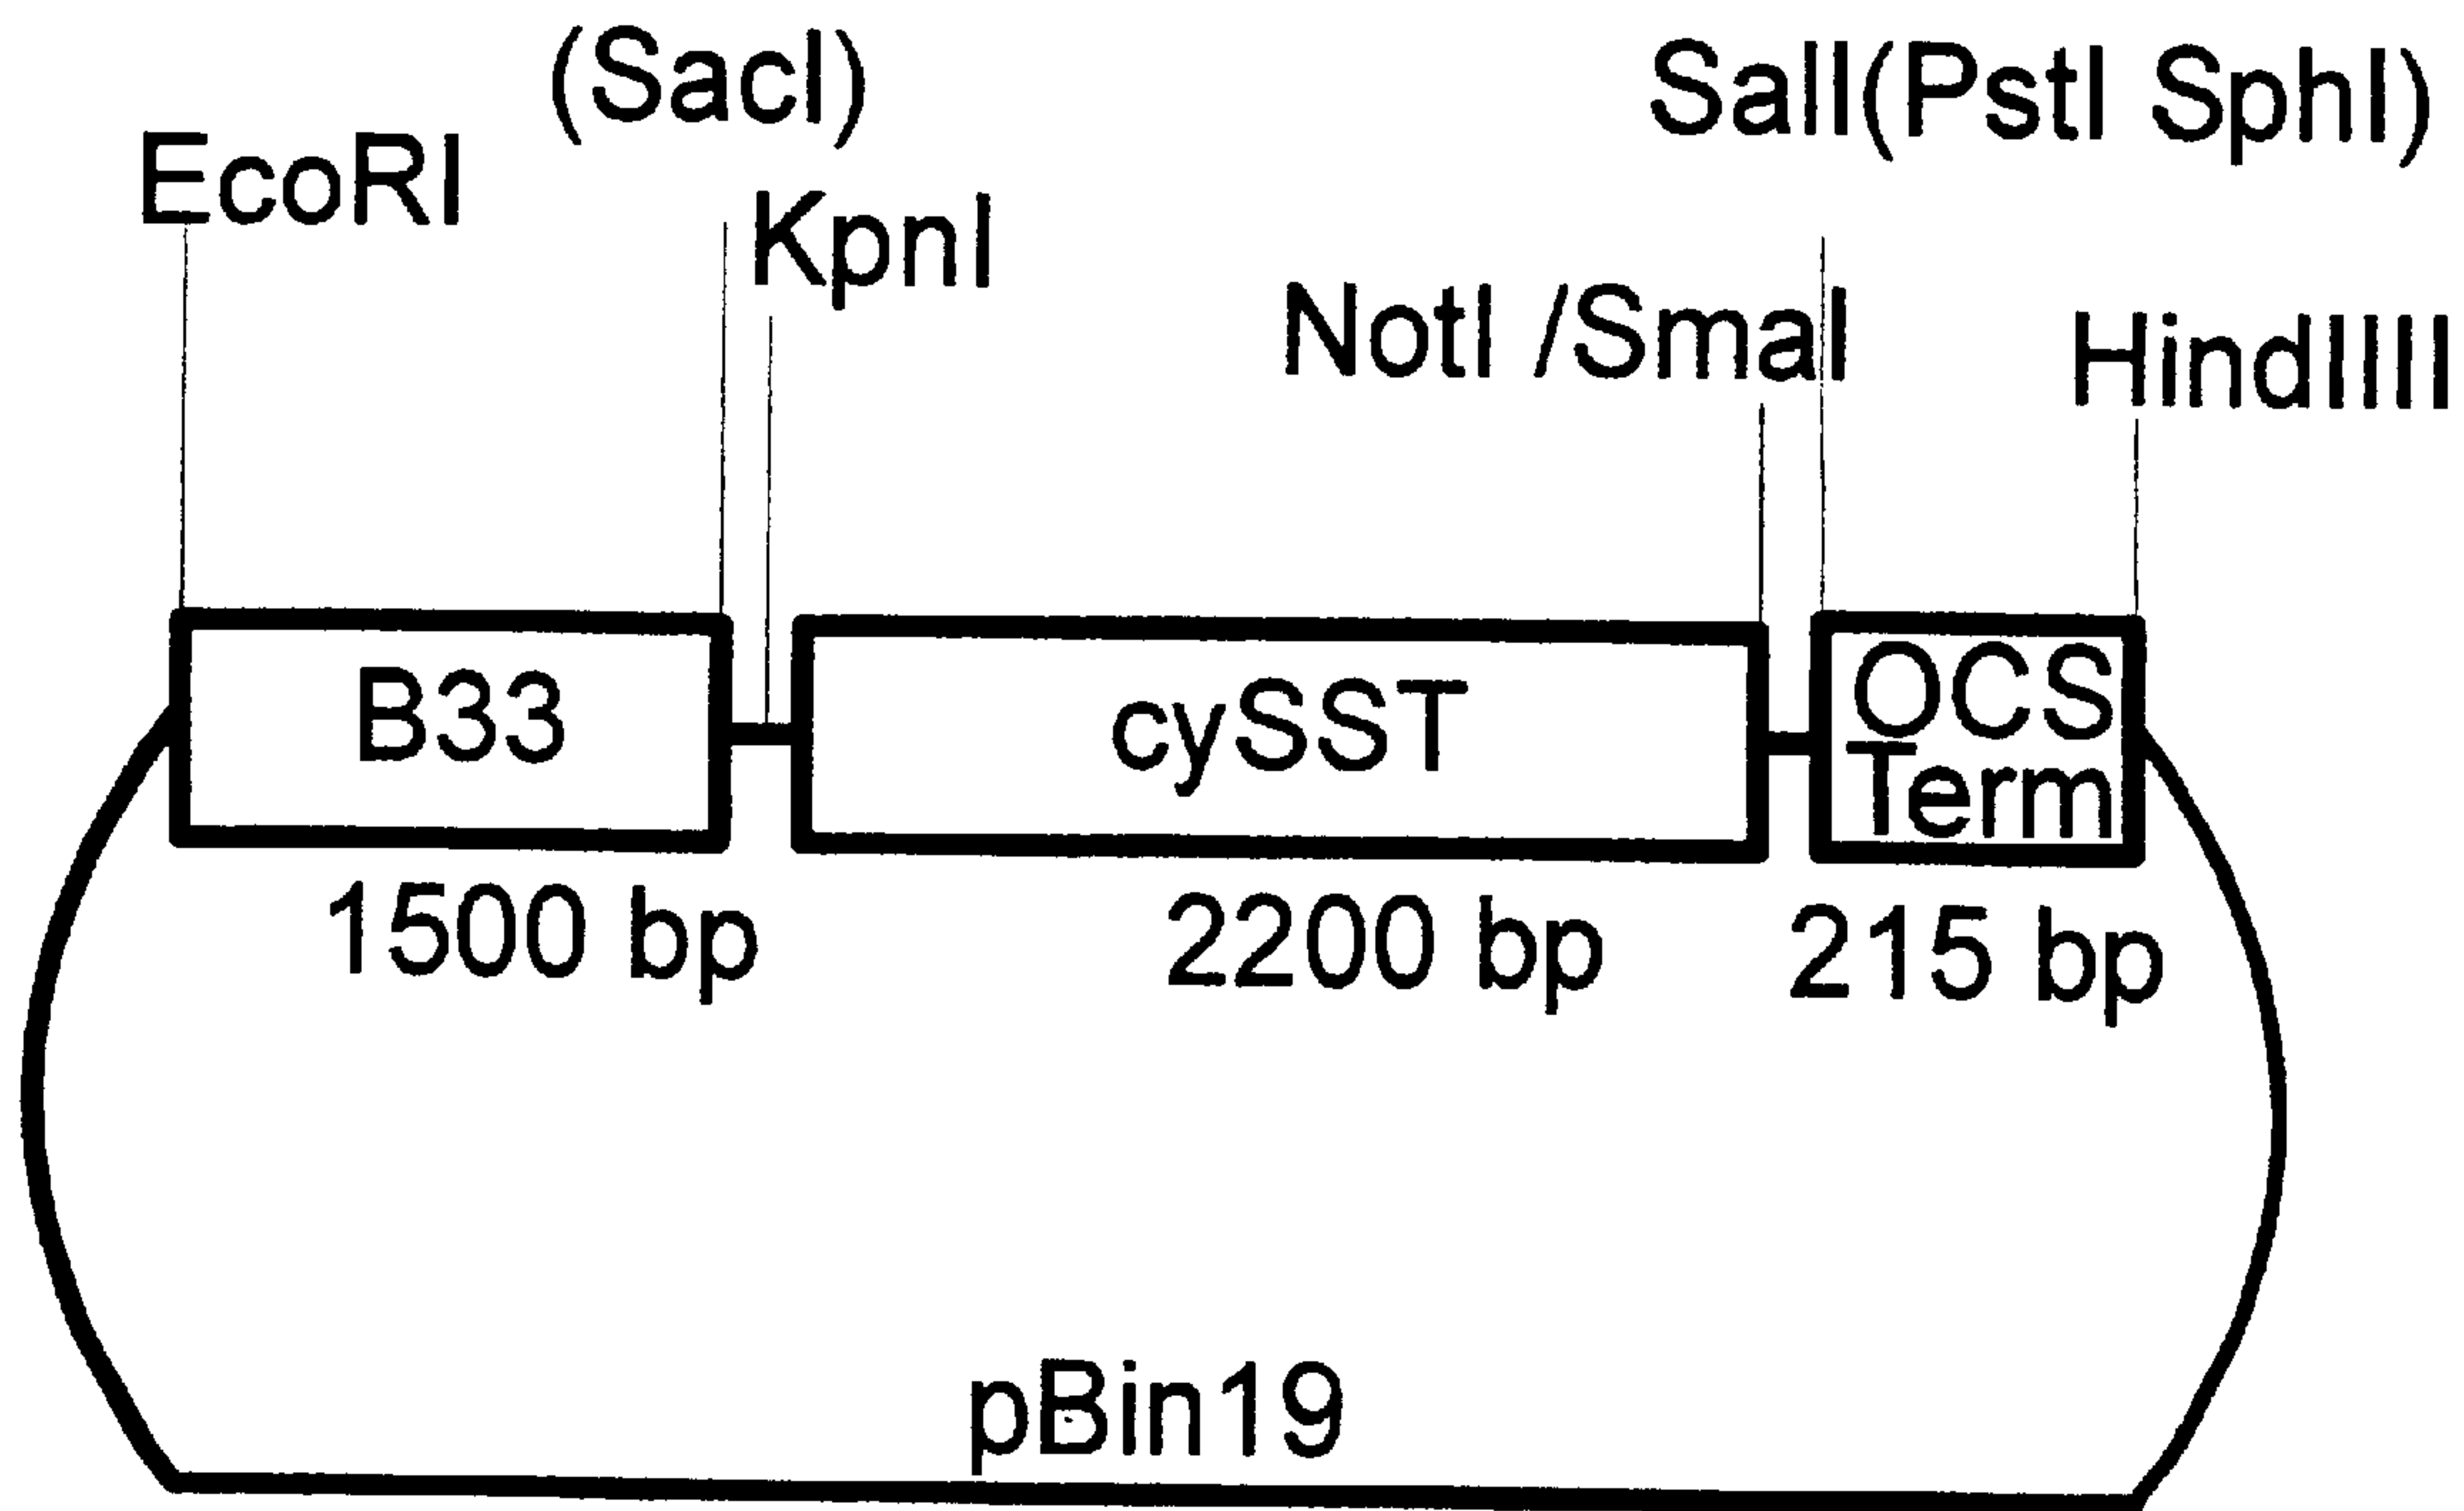 (SacI)
SalI(PstI SphI)
EcoRI
KpnI
NotI /SmaI
HindIIII
B33
cySST
OCS
Term
1500 bp
2200 bp
215 bp
pBin19